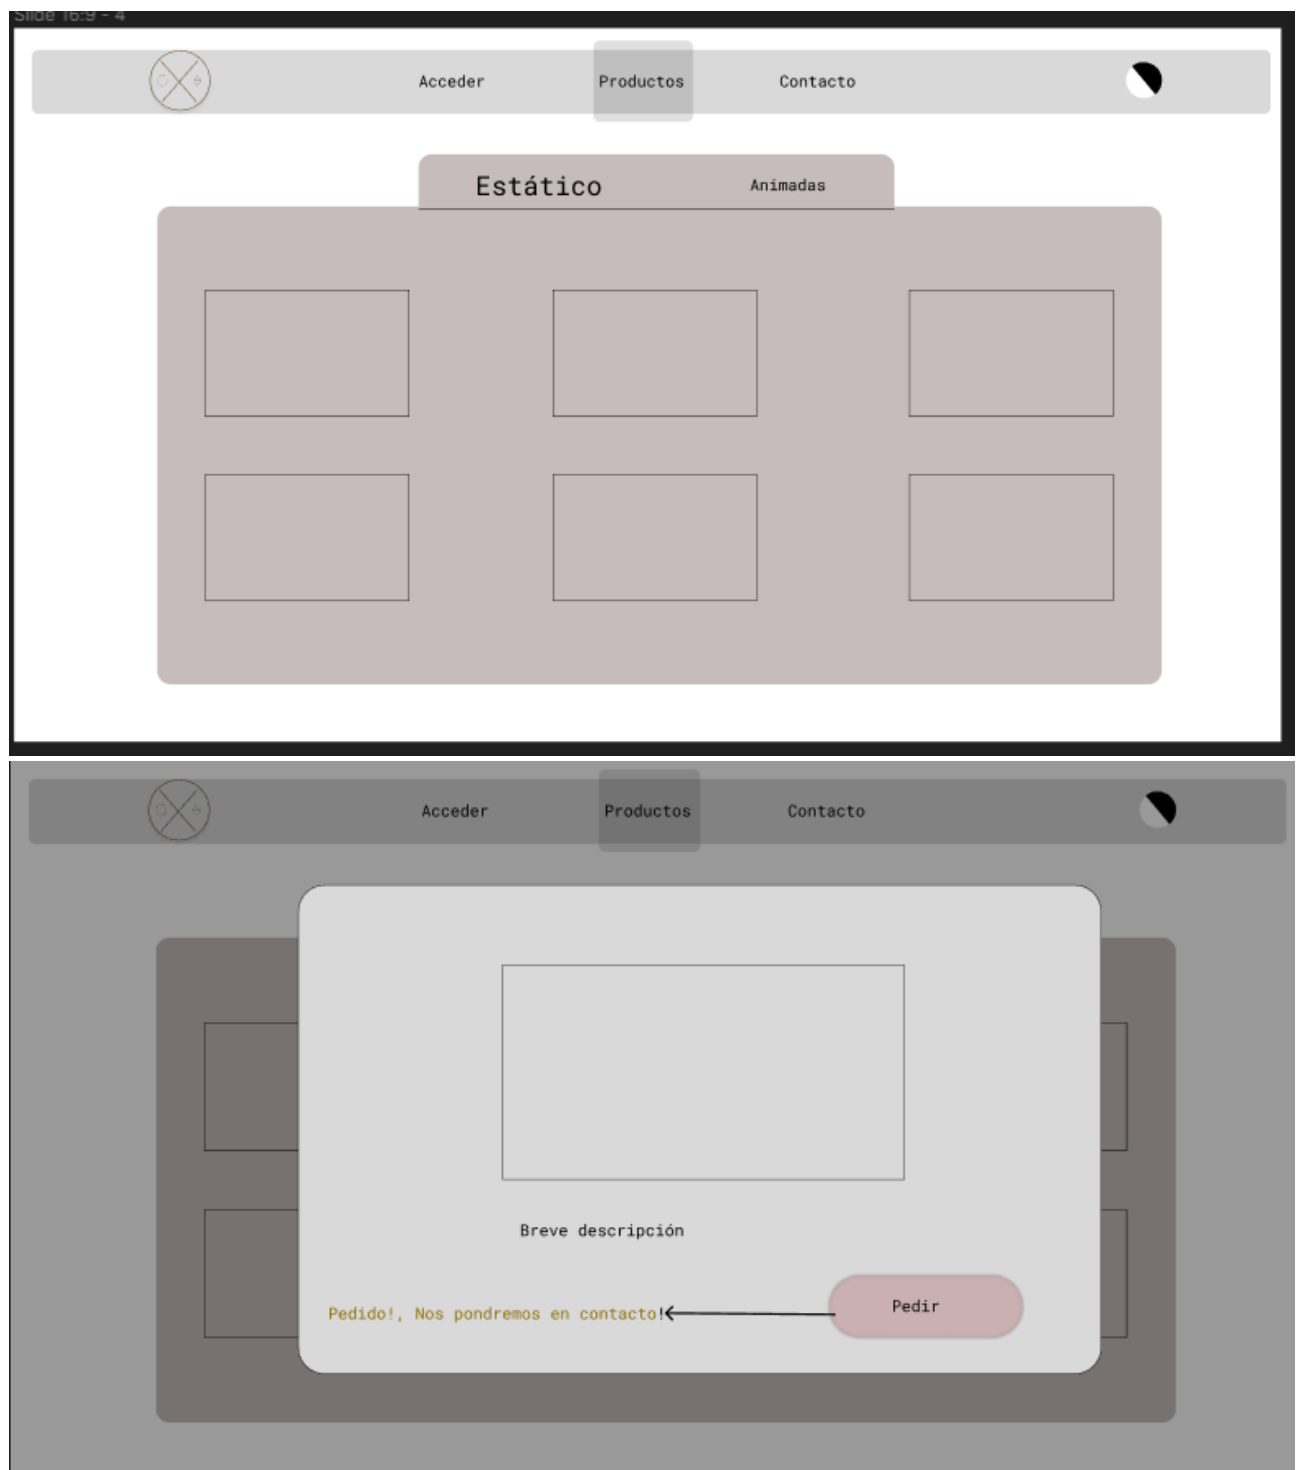 Slide 16:9 - 4
Acceder Productos Contacto
Estático Animadas
Acceder Productos Contacto
Breve descripción
Pedido!, Nos pondremos en contacto!
Pedir